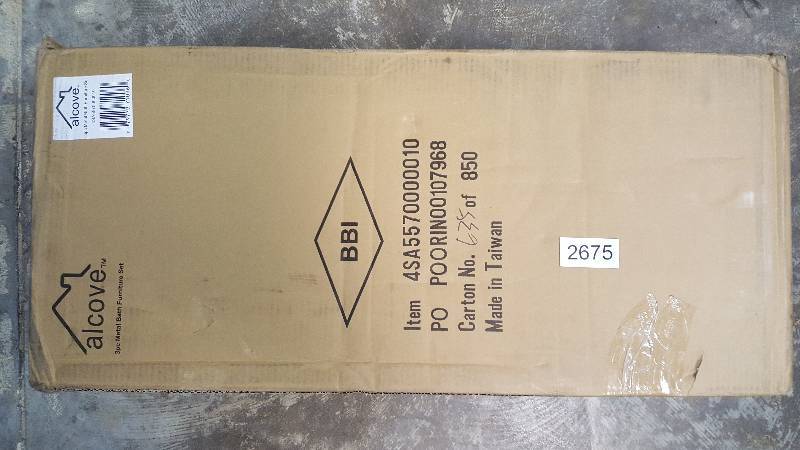 alcove
alcove™
3pc Metal Bath Furniture Set
BBI
Item 4SA5570000010
PO POORIN00107968
Carton No. 635 of 850
Made in Taiwan
2675